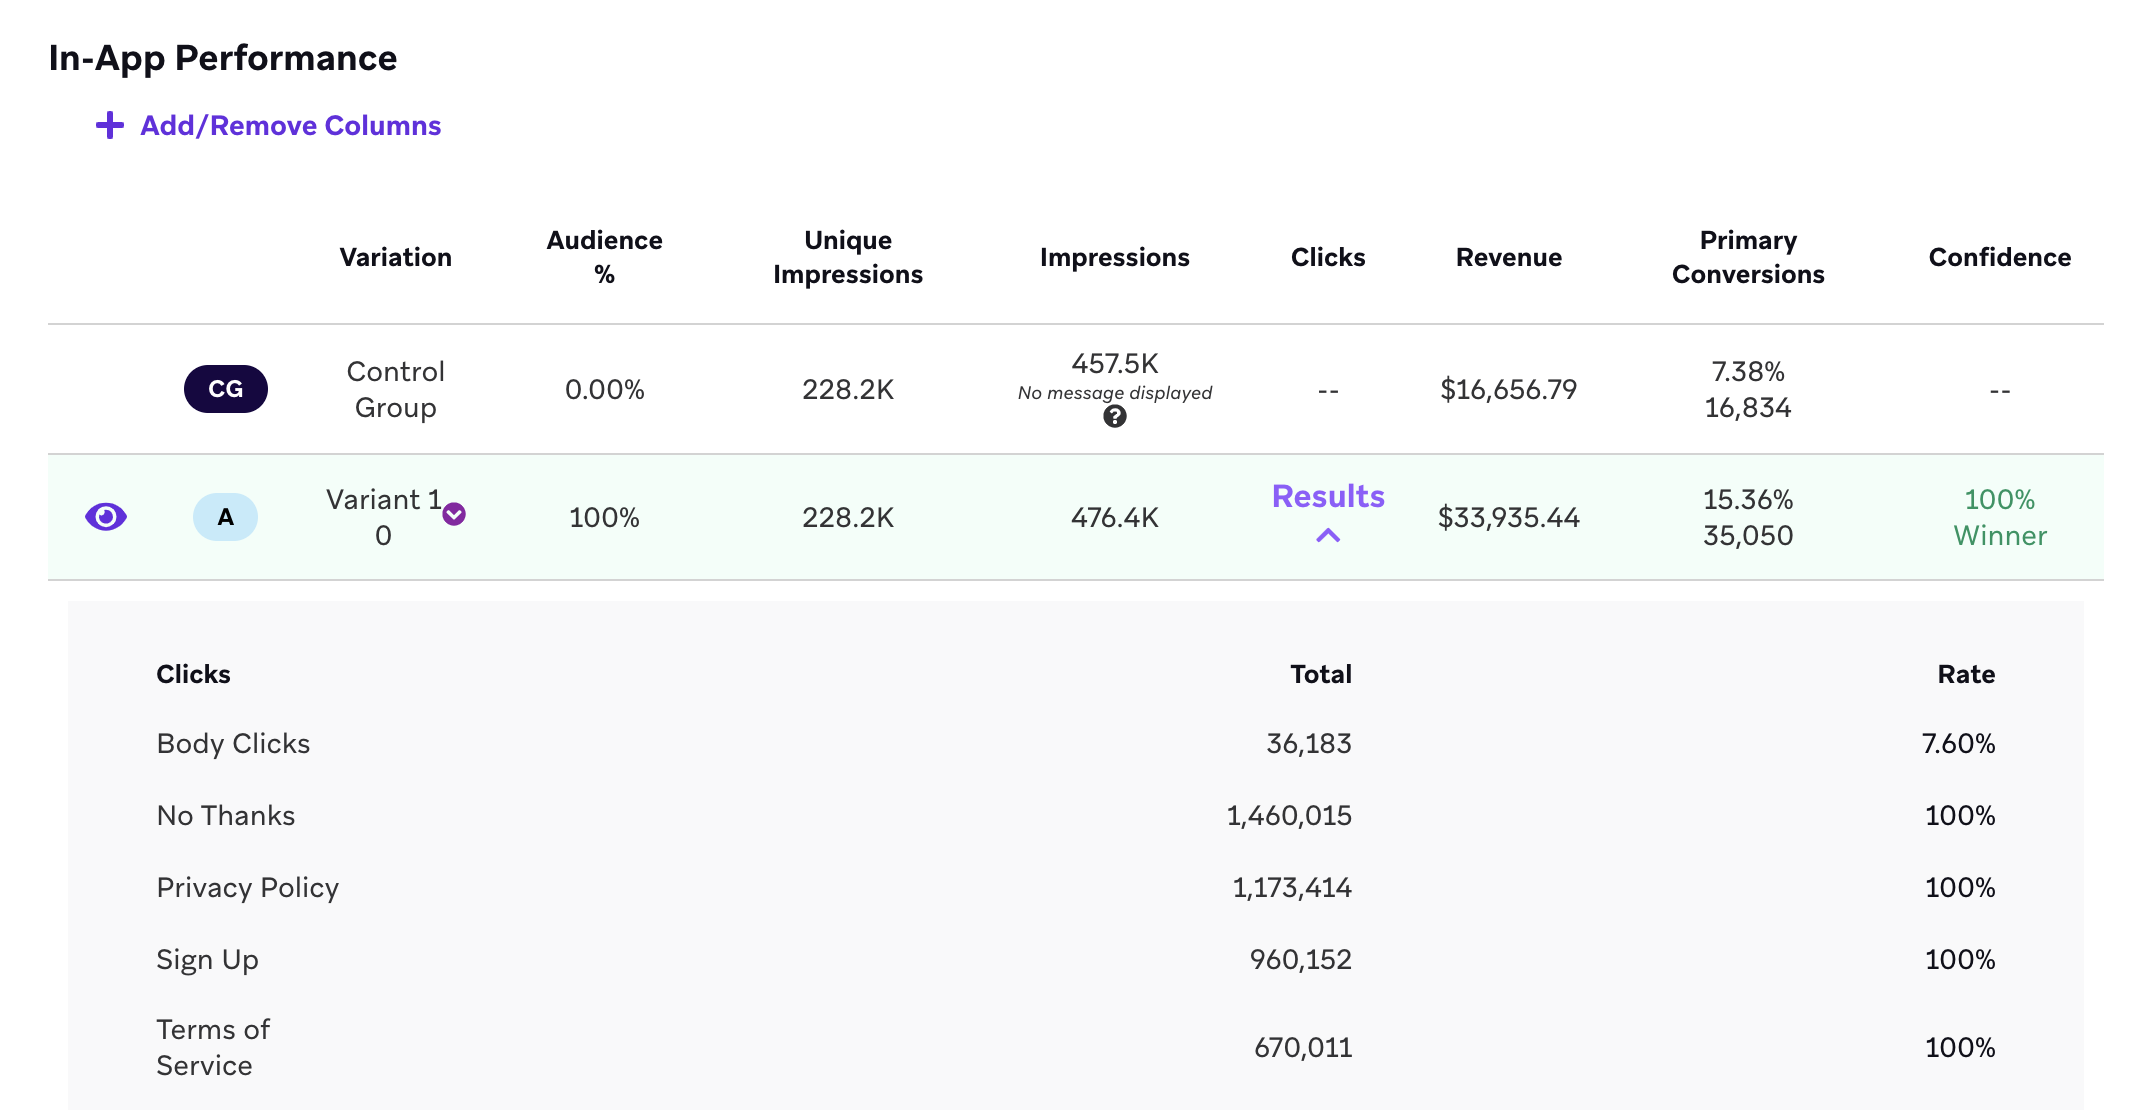 In-App Performance
Add/Remove Columns
Variation
Audience
%
Unique
Impressions
Impressions
Clicks
Revenue
Primary
Conversions
Confidence
CG
Control
Group
0.00%
228.2K
457.5K
No message displayed
?
--
$16,656.79
7.38%
16,834
--
A
Variant 1
0
100%
228.2K
476.4K
Results
$33,935.44
15.36%
35,050
100%
Winner
Clicks Total Rate
Body Clicks 36,183 7.60%
No Thanks 1,460,015 100%
Privacy Policy 1,173,414 100%
Sign Up 960,152 100%
Terms of
Service
670,011 100%